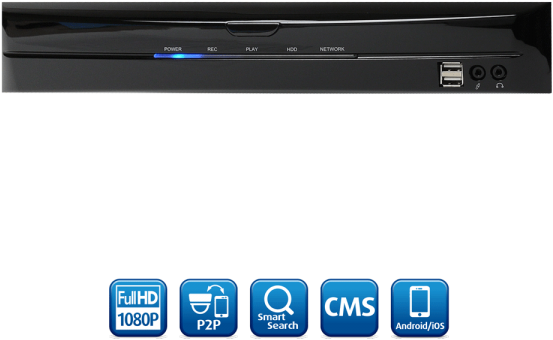 POWER REC PLAY HDD NETWORK
Full HD
1080P
P2P
Smart
Search
CMS
Android/iOS